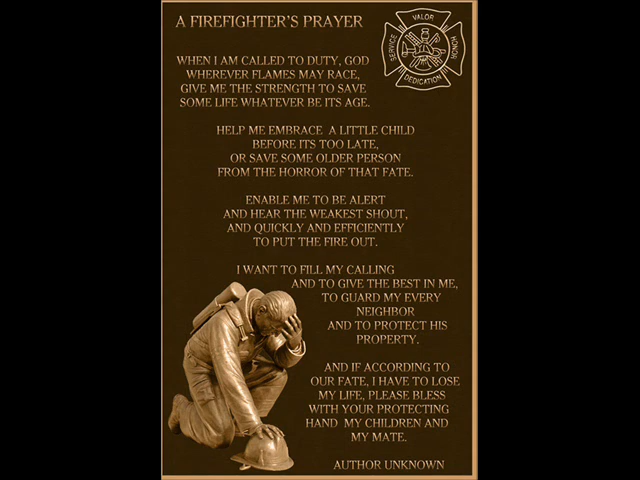 A FIREFIGHTER'S PRAYER
VALOR
SERVICE
HONOR
DEDICATION
WHEN I AM CALLED TO DUTY, GOD
WHEREVER FLAMES MAY RACE,
GIVE ME THE STRENGTH TO SAVE
SOME LIFE WHATEVER BE ITS AGE.
HELP ME EMBRACE A LITTLE CHILD
BEFORE ITS TOO LATE,
OR SAVE SOME OLDER PERSON
FROM THE HORROR OF THAT FATE.
ENABLE ME TO BE ALERT
AND HEAR THE WEAKEST SHOUT,
AND QUICKLY AND EFFICIENTLY
TO PUT THE FIRE OUT.
I WANT TO FILL MY CALLING
AND TO GIVE THE BEST IN ME,
TO GUARD MY EVERY
NEIGHBOR
AND TO PROTECT HIS
PROPERTY.
AND IF ACCORDING TO
OUR FATE, I HAVE TO LOSE
MY LIFE, PLEASE BLESS
WITH YOUR PROTECTING
HAND MY CHILDREN AND
MY MATE.
AUTHOR UNKNOWN